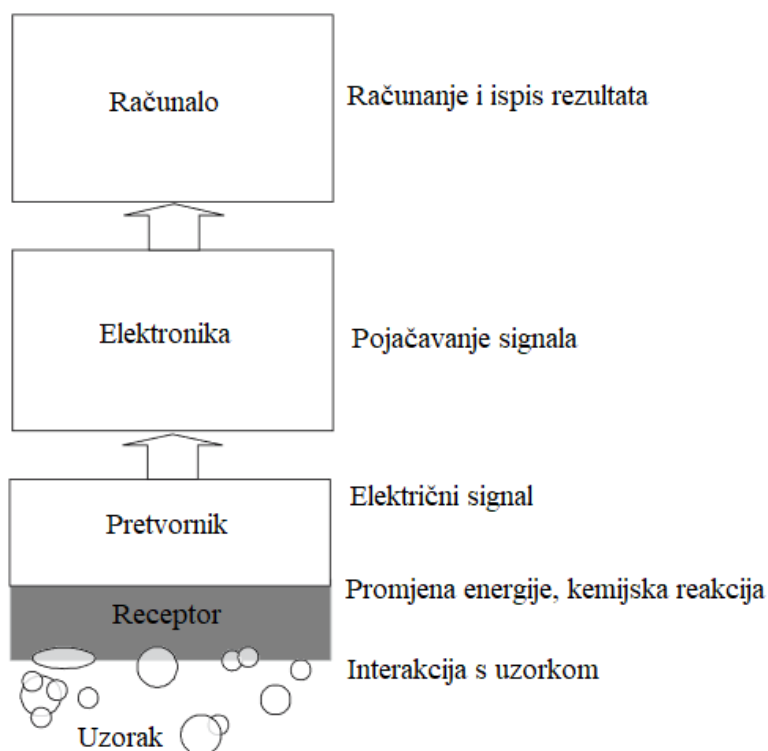 Računalo
Računanje i ispis rezultata
Elektronika
Pojačavanje signala
Električni signal
Pretvornik
Promjena energije, kemijska reakcija
Receptor
Interakcija s uzorkom
Uzorak